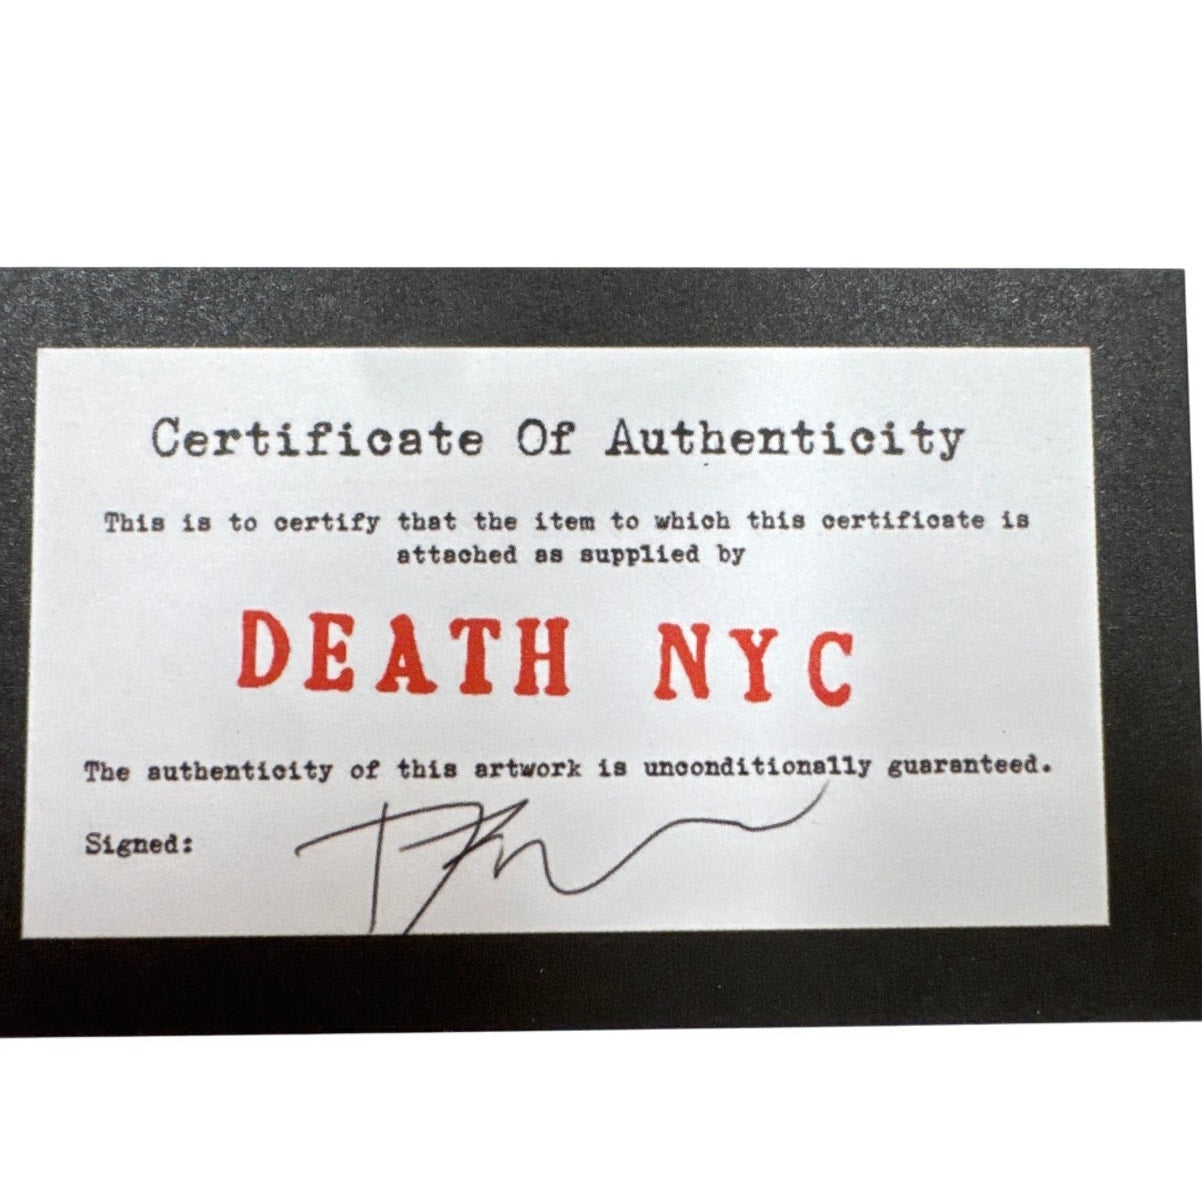 Certificate Of Authenticity
This is to certify that the item to which this certificate is
attached as supplied by
DEATH NYC
The authenticity of this artwork is unconditionally guaranteed.
Signed: